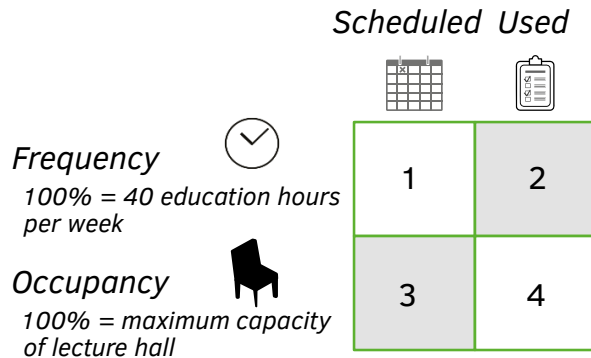 Scheduled Used
Frequency
100% = 40 education hours
per week
1 2
Occupancy
100% = maximum capacity
of lecture hall
3 4